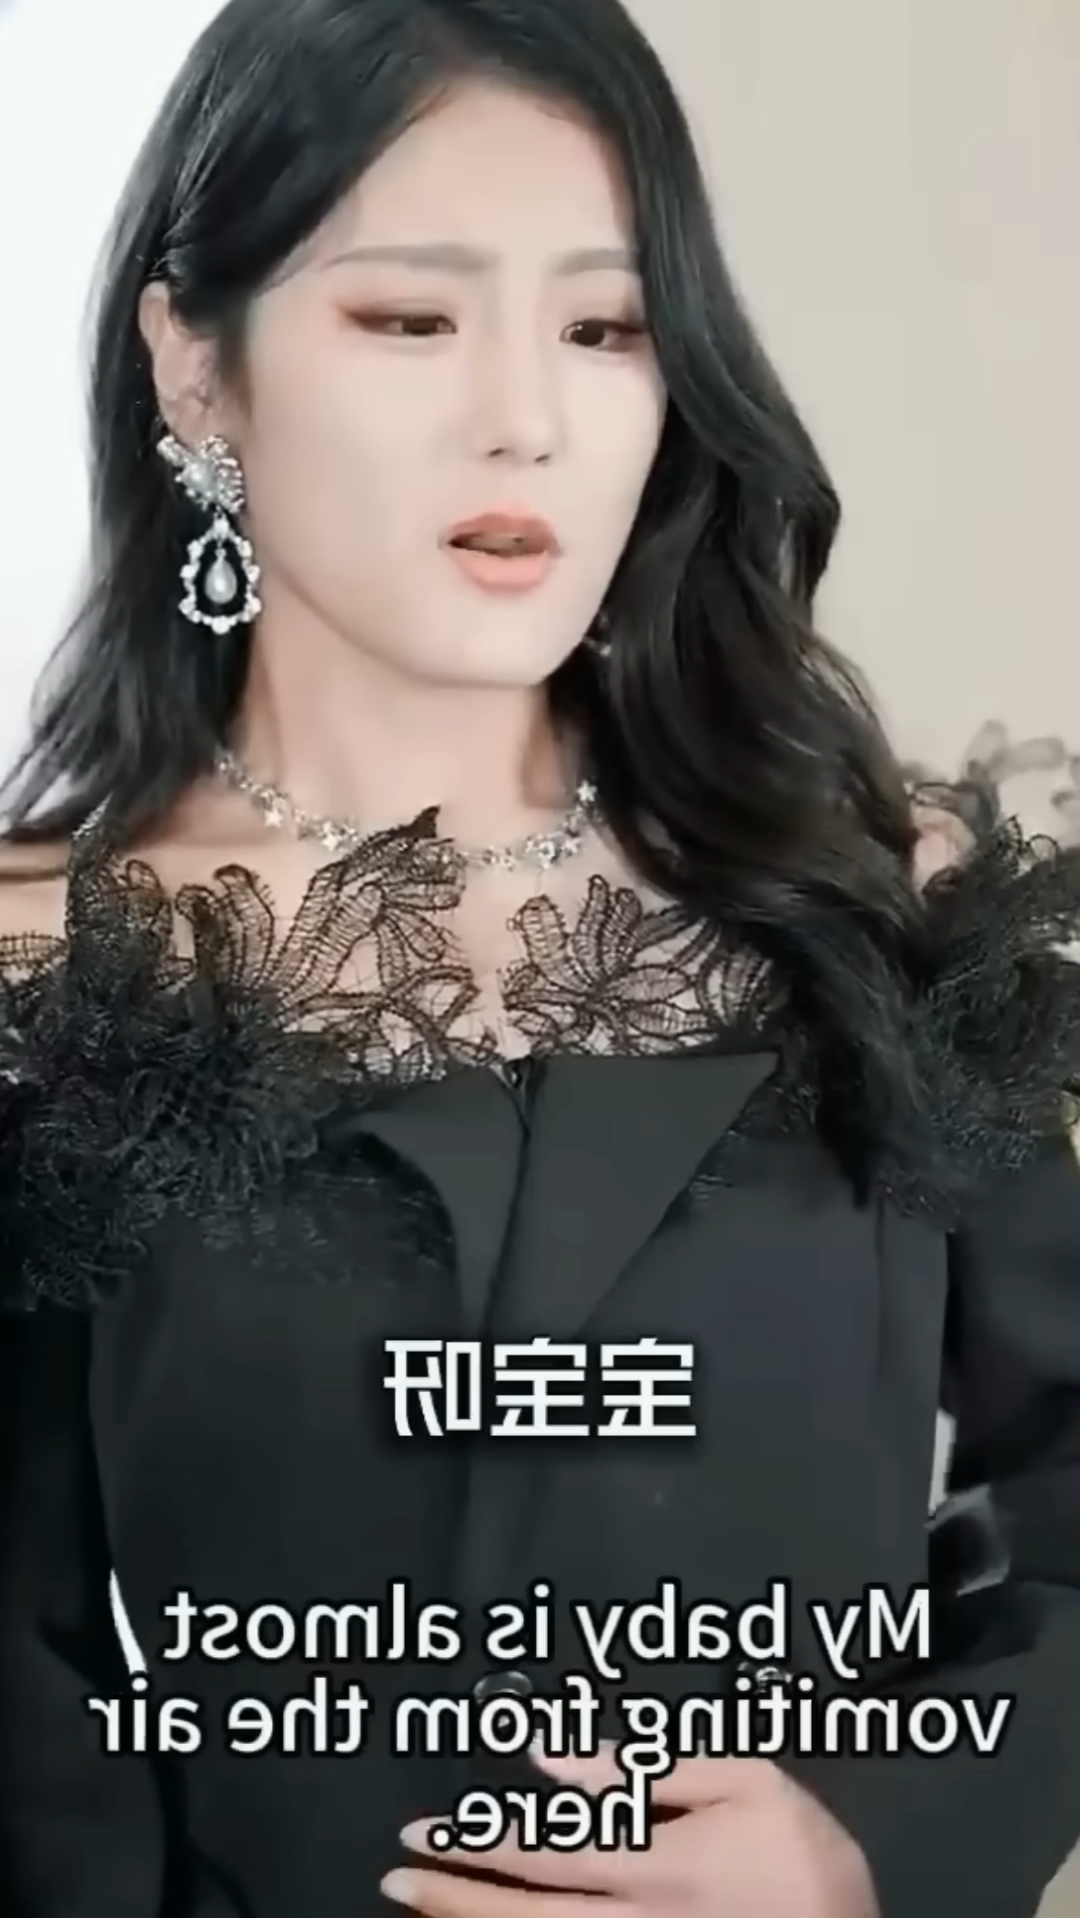 宝宝呀
My baby is almost
vomiting from the air
here.